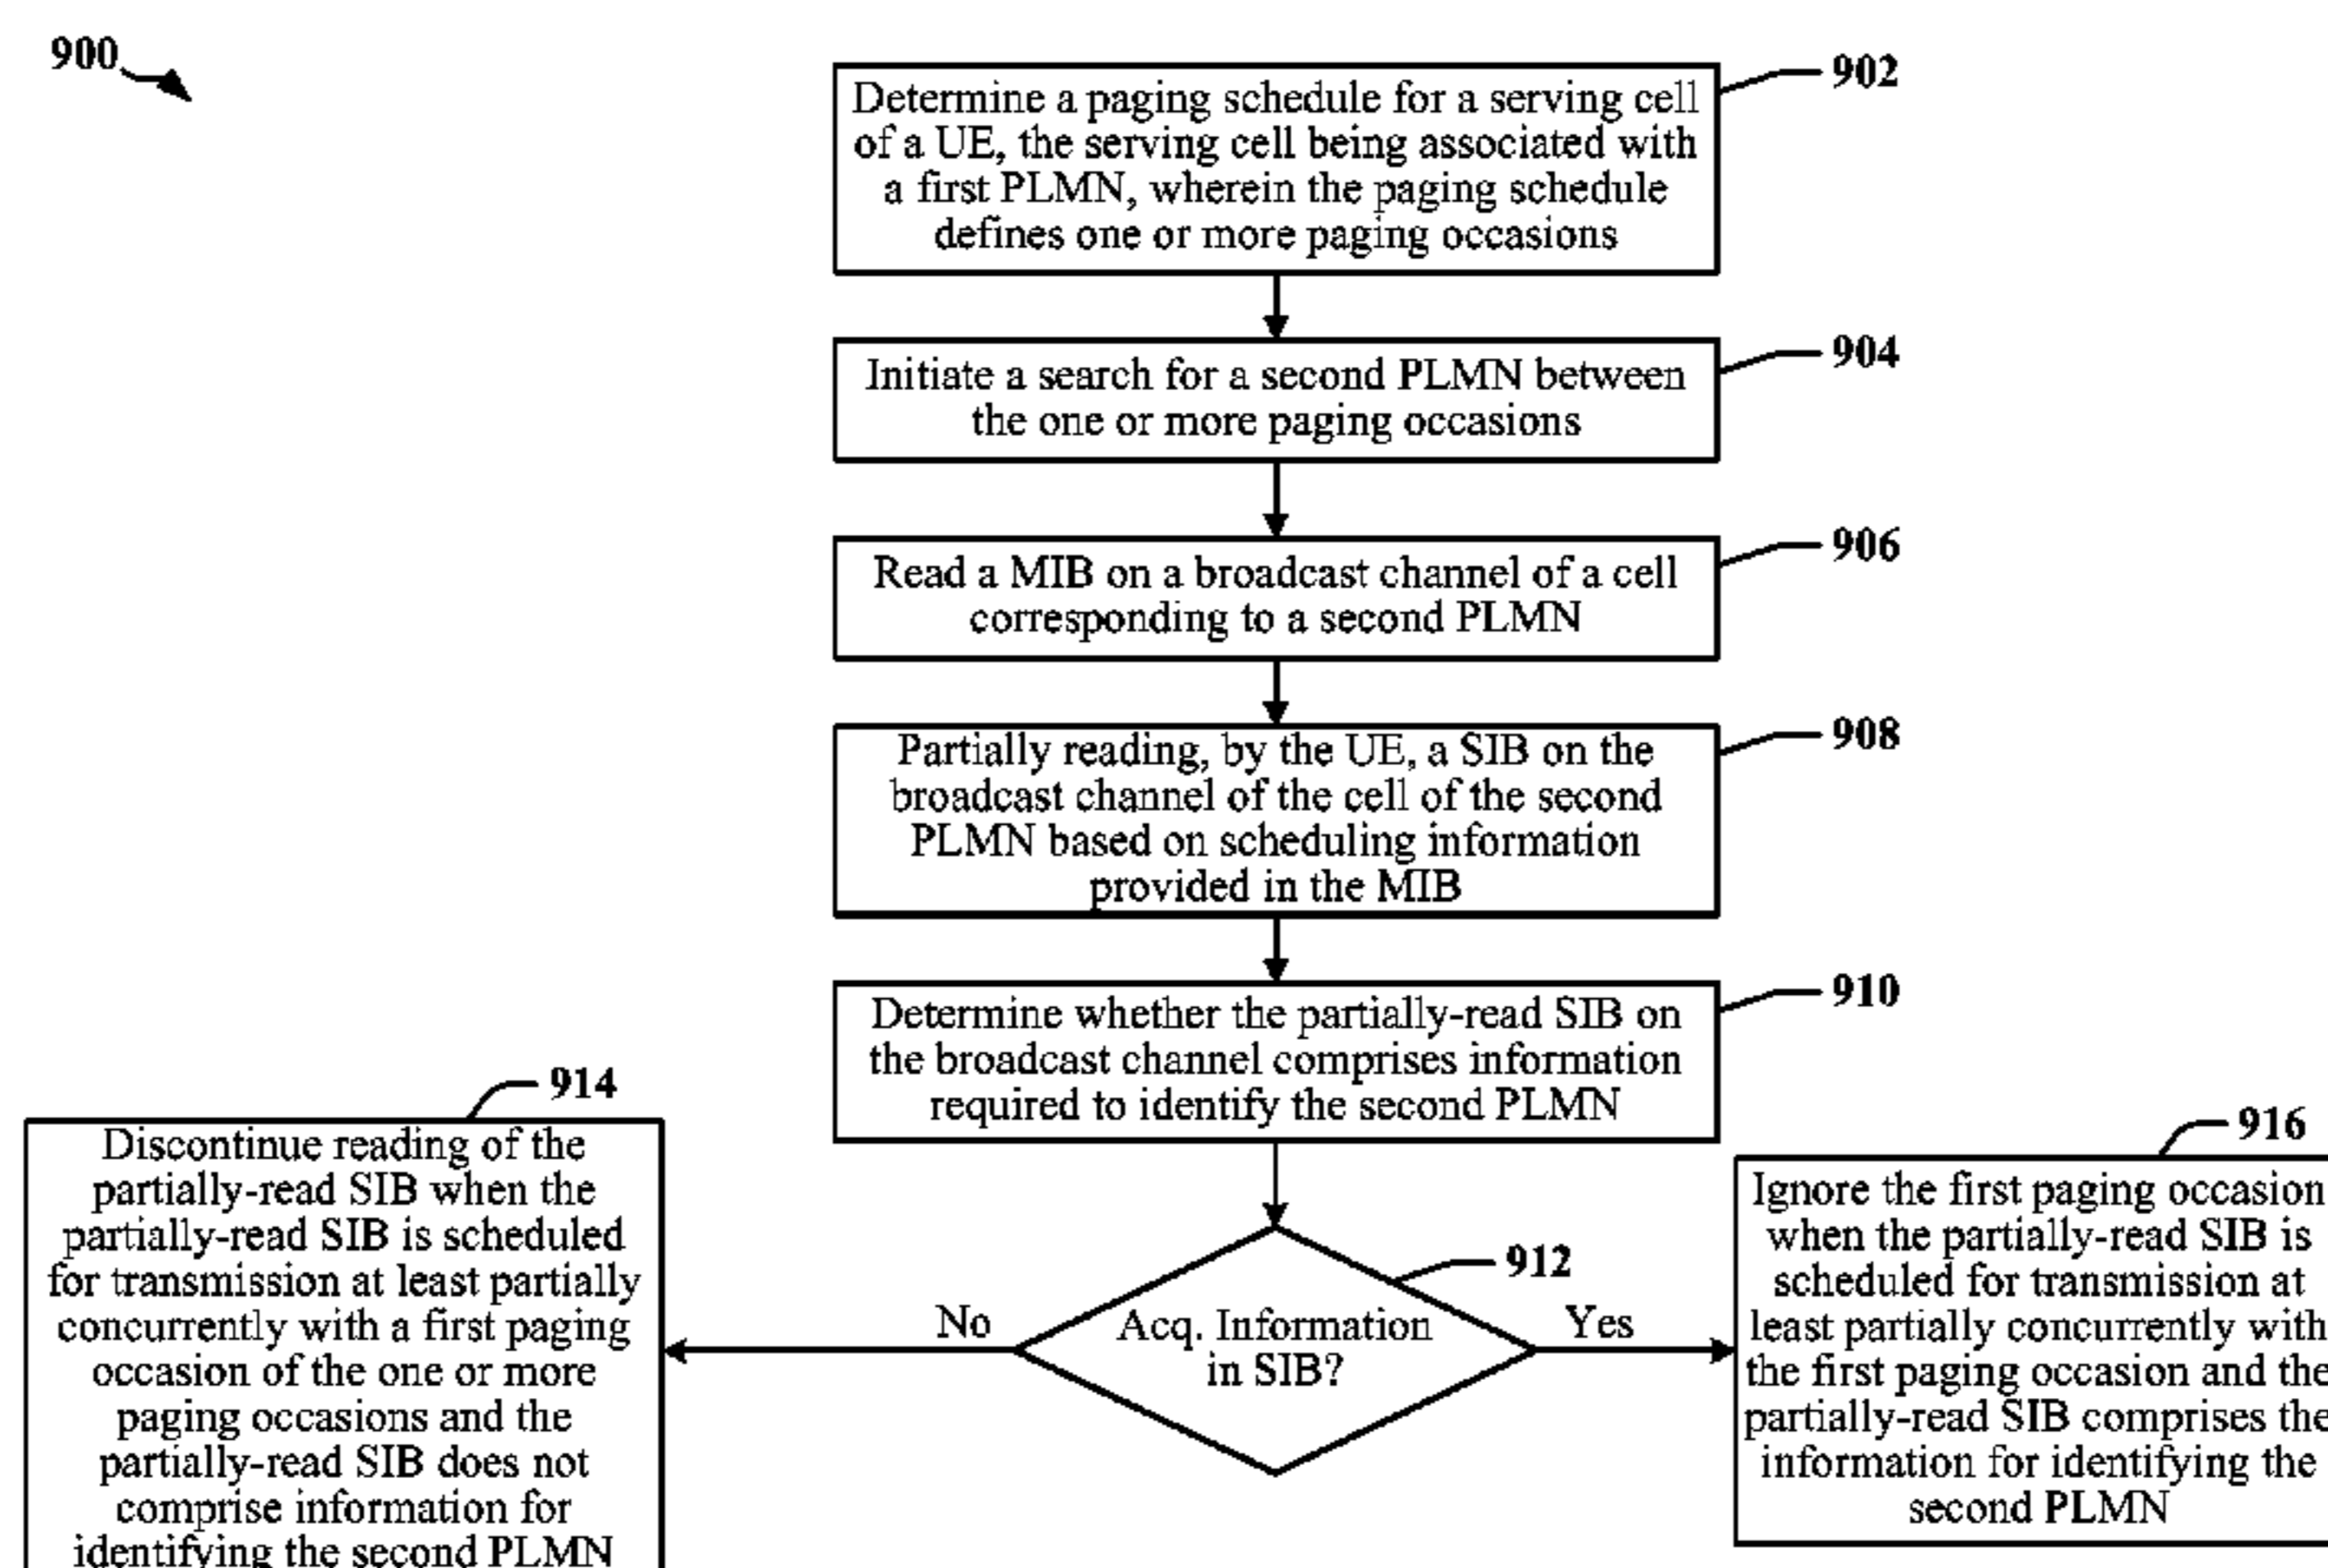 900
902
Determine a paging schedule for a serving cell
of a UE, the serving cell being associated with
a first PLMN, wherein the paging schedule
defines one or more paging occasions
904
Initiate a search for a second PLMN between
the one or more paging occasions
906
Read a MIB on a broadcast channel of a cell
corresponding to a second PLMN
908
Partially reading, by the UE, a SIB on the
broadcast channel of the cell of the second
PLMN based on scheduling information
provided in the MIB
910
Determine whether the partially-read SIB on
the broadcast channel comprises information
required to identify the second PLMN
912
Acq. Information
in SIB?
No
Yes
914
Discontinue reading of the
partially-read SIB when the
partially-read SIB is scheduled
for transmission at least partially
concurrently with a first paging
occasion of the one or more
paging occasions and the
partially-read SIB does not
comprise information for
identifying the second PLMN
916
Ignore the first paging occasion
when the partially-read SIB is
scheduled for transmission at
least partially concurrently with
the first paging occasion and the
partially-read SIB comprises the
information for identifying the
second PLMN